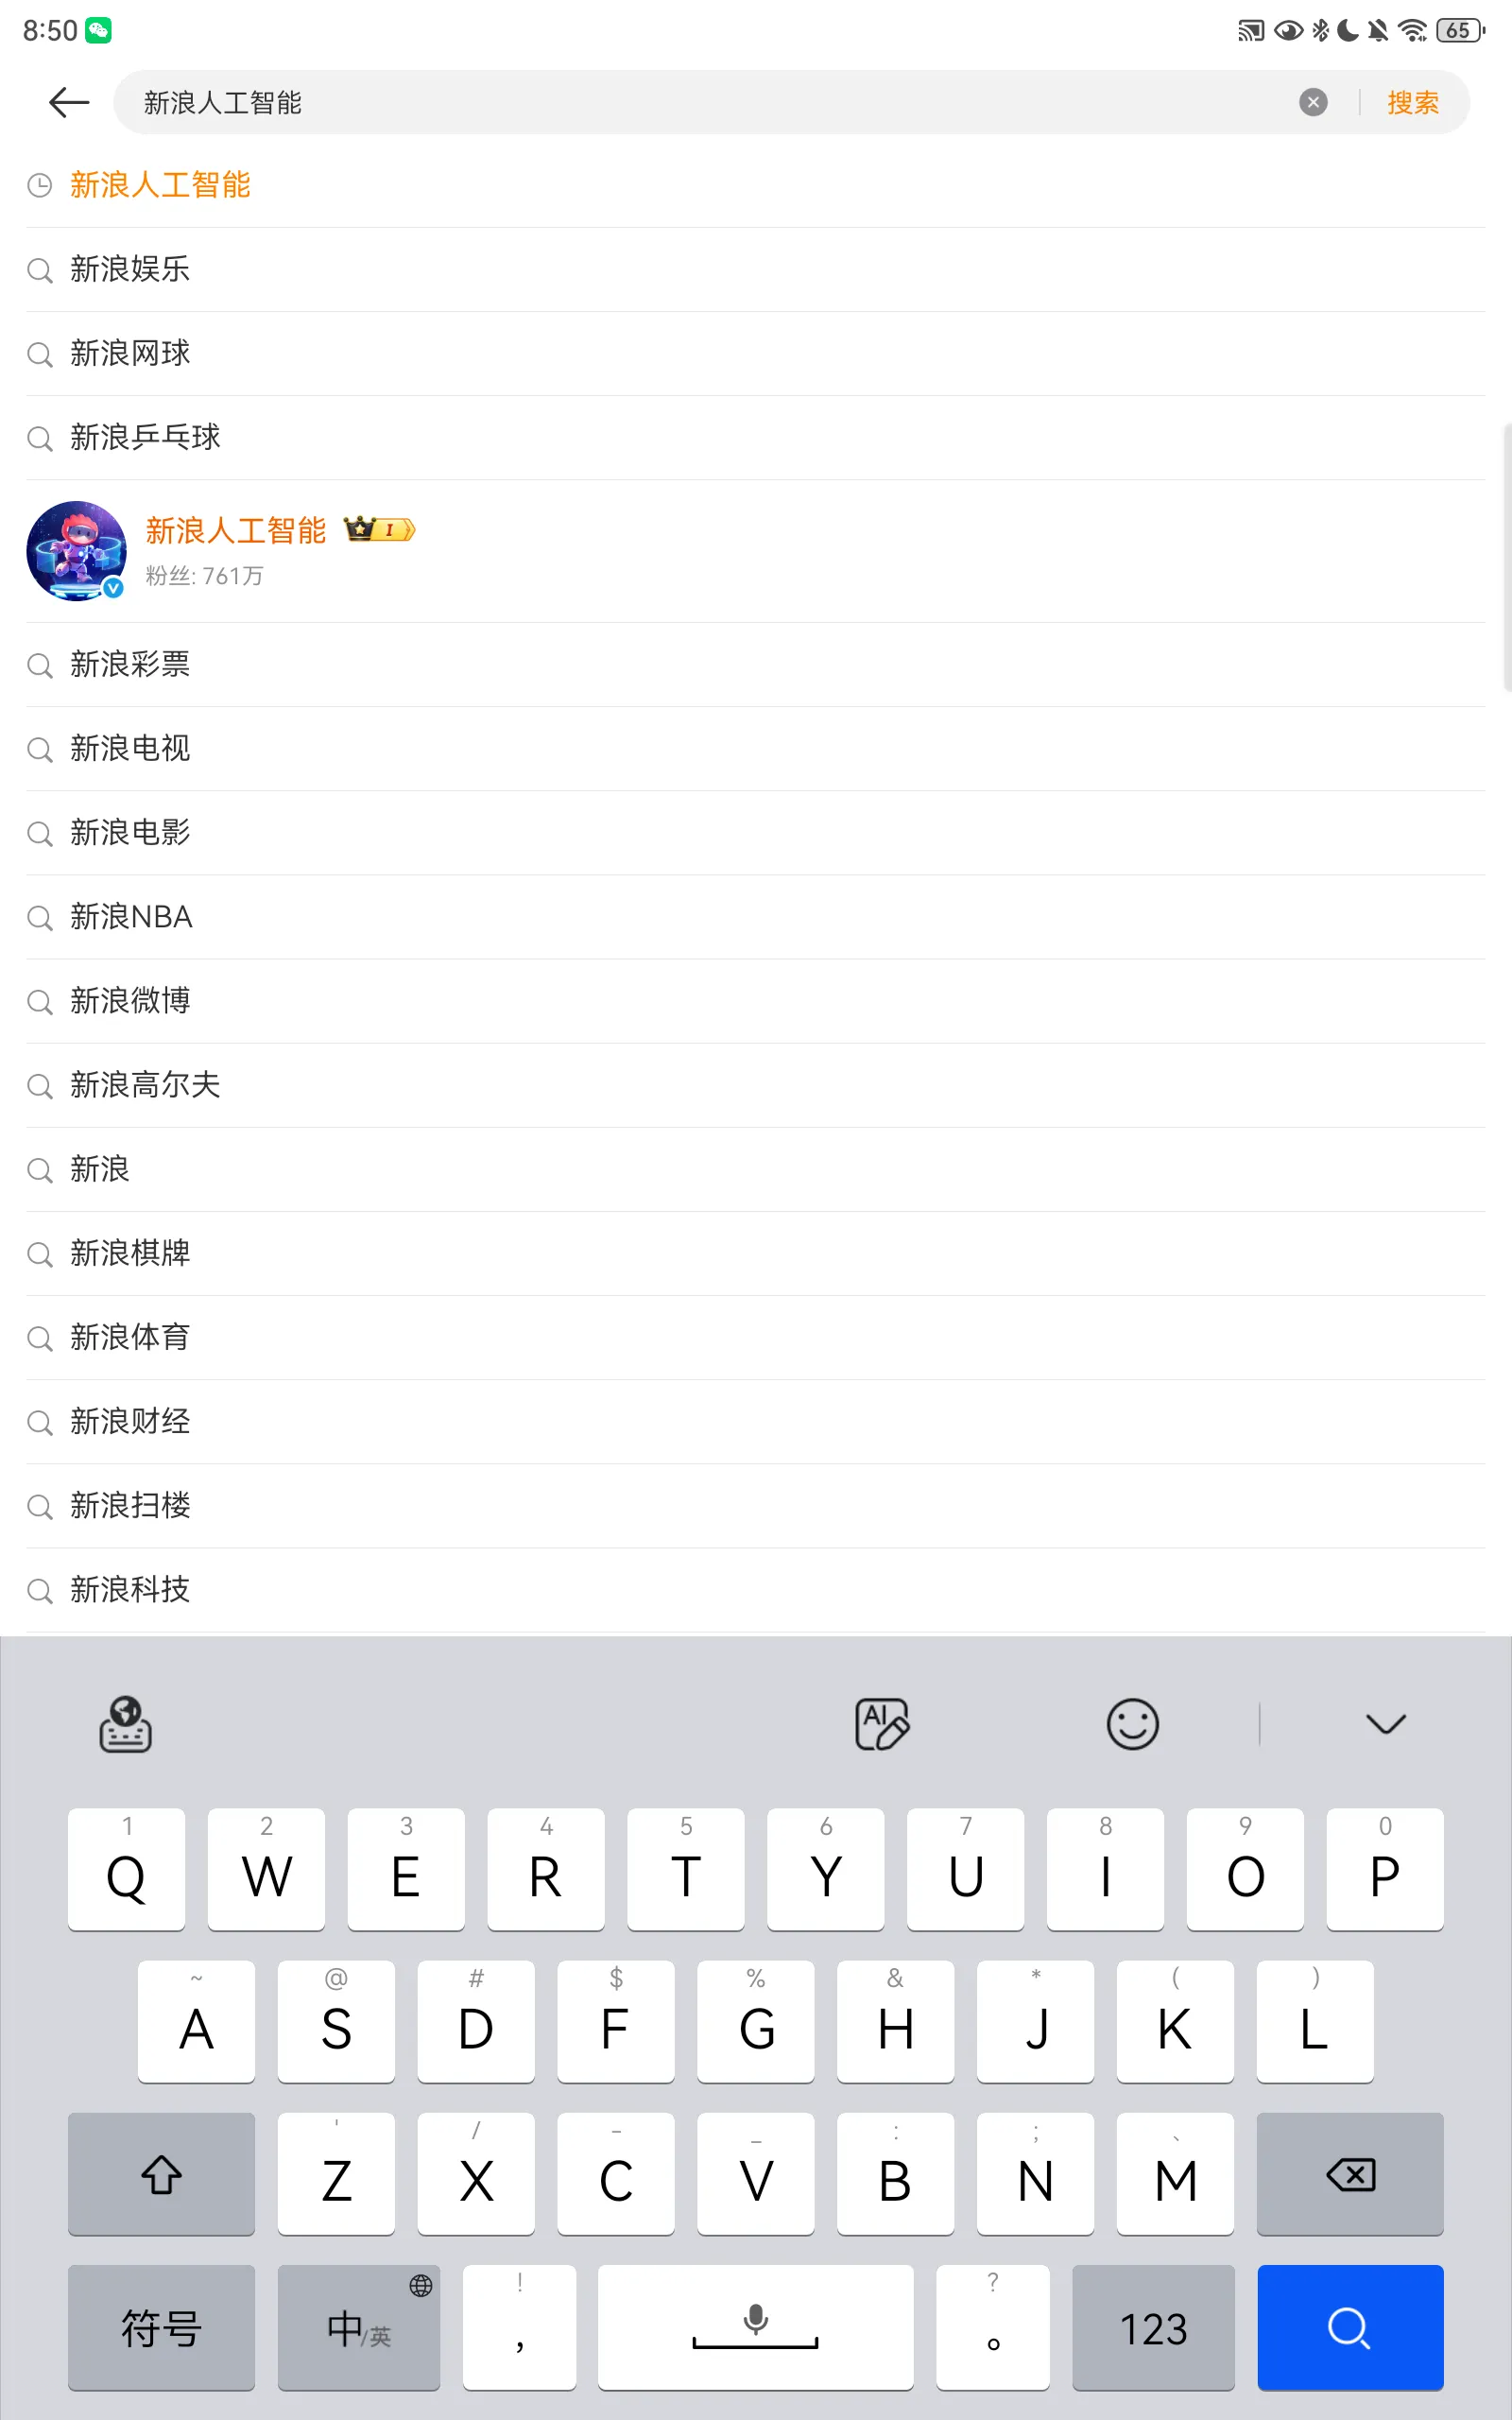 8:50 65
新浪人工智能 搜索
新浪人工智能
新浪娱乐
新浪网球
新浪乒乓球
新浪人工智能 I
粉丝: 761万
新浪彩票
新浪电视
新浪电影
新浪NBA
新浪微博
新浪高尔夫
新浪
新浪棋牌
新浪体育
新浪财经
新浪扫楼
新浪科技
AI
1 2 3 4 5 6 7 8 9 0
Q W E R T Y U I O P
~ @ # $ % & * ( )
A S D F G H J K L
' / - _ : ; 、
Z X C V B N M
! ?
符号 中/英 , 。 123